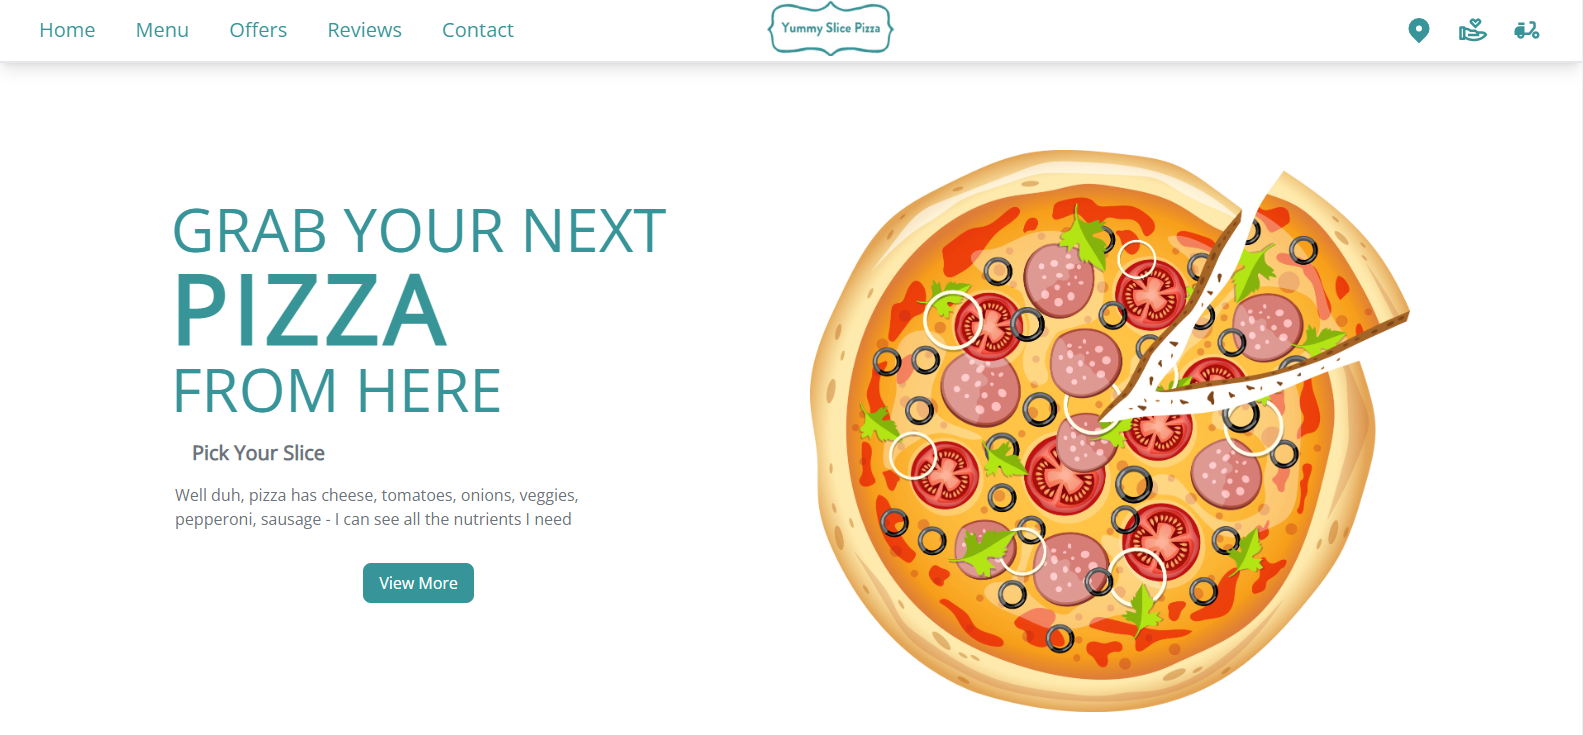 Home
Menu
Offers
Reviews
Contact
Yummy Slice Pizza
GRAB YOUR NEXT
PIZZA
FROM HERE
Pick Your Slice
Well duh, pizza has cheese, tomatoes, onions, veggies,
pepperoni, sausage - I can see all the nutrients I need
View More